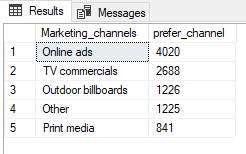 Results Messages
Marketing_channels prefer_channel
1 Online ads 4020
2 TV commercials 2688
3 Outdoor billboards 1226
4 Other 1225
5 Print media 841